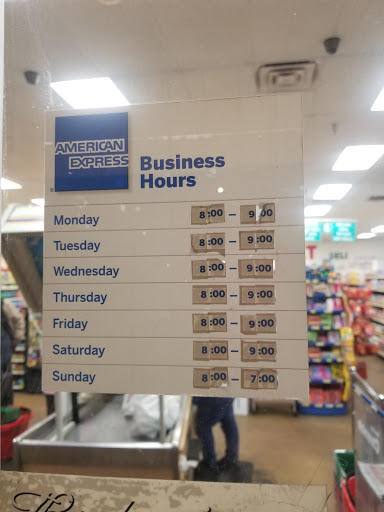 AMERICAN
EXPRESS
Business
Hours
Monday 8:00 - 9:00
Tuesday 8:00 - 9:00
Wednesday 8:00 - 9:00
Thursday 8:00 - 9:00
Friday 8:00 - 9:00
Saturday 8:00 - 9:00
Sunday 8:00 - 7:00
DELI